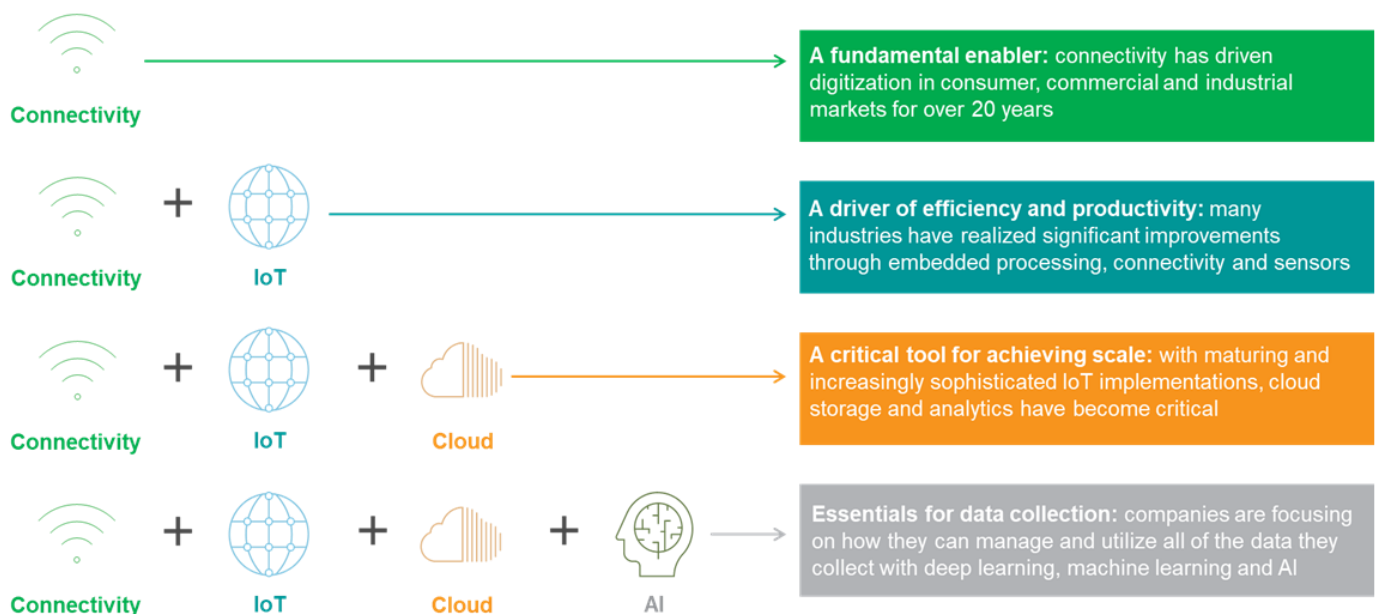 Connectivity
A fundamental enabler: connectivity has driven
digitization in consumer, commercial and industrial
markets for over 20 years
+
Connectivity
IoT
A driver of efficiency and productivity: many
industries have realized significant improvements
through embedded processing, connectivity and sensors
+
+
Connectivity
IoT
Cloud
A critical tool for achieving scale: with maturing and
increasingly sophisticated IoT implementations, cloud
storage and analytics have become critical
+
+
+
Connectivity
IoT
Cloud
AI
Essentials for data collection: companies are focusing
on how they can manage and utilize all of the data they
collect with deep learning, machine learning and AI